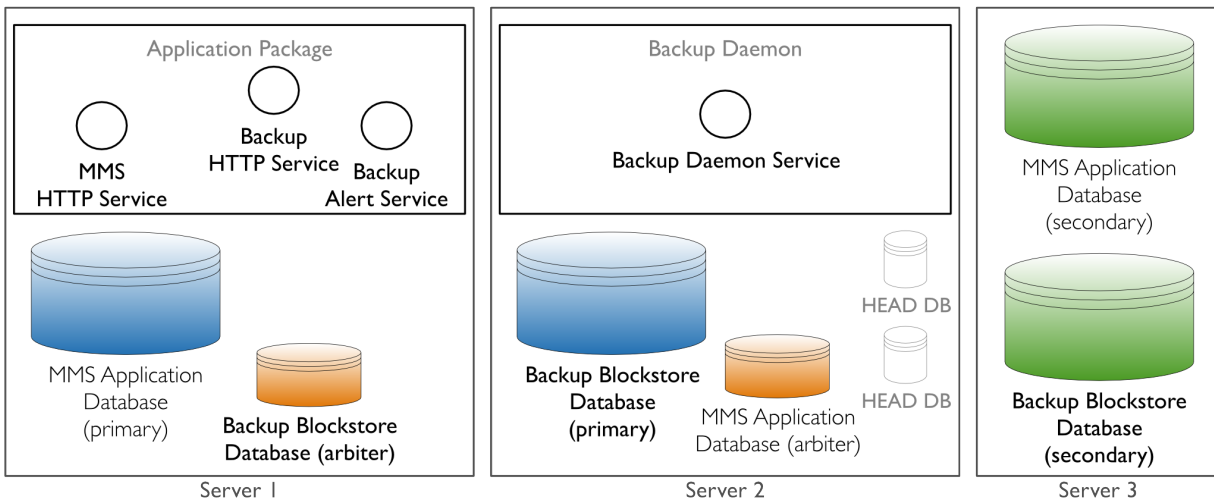 Application Package
MMS
HTTP Service
Backup
HTTP Service
Backup
Alert Service
MMS Application
Database
(primary)
Backup Blockstore
Database (arbiter)
Server 1
Backup Daemon
Backup Daemon Service
Backup Blockstore
Database
(primary)
MMS Application
Database (arbiter)
HEAD DB
HEAD DB
Server 2
MMS Application
Database
(secondary)
Backup Blockstore
Database
(secondary)
Server 3